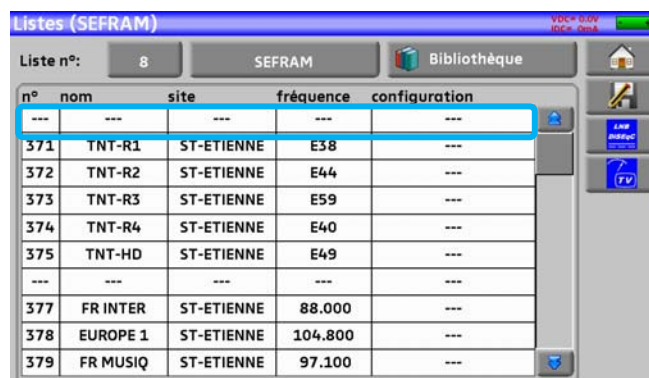 Listes (SEFRAM) VDC= 0.0V
IDC= 0mA
Liste n°: 8 SEFRAM Bibliothèque
n° nom site fréquence configuration
--- --- --- --- ---
371 TNT-R1 ST-ETIENNE E38 ---
372 TNT-R2 ST-ETIENNE E44 ---
373 TNT-R3 ST-ETIENNE E59 ---
374 TNT-R4 ST-ETIENNE E40 ---
375 TNT-HD ST-ETIENNE E49 ---
--- --- --- --- ---
377 FR INTER ST-ETIENNE 88.000 ---
378 EUROPE 1 ST-ETIENNE 104.800 ---
379 FR MUSIQ ST-ETIENNE 97.100 ---
LNB
DiSEqC
TV